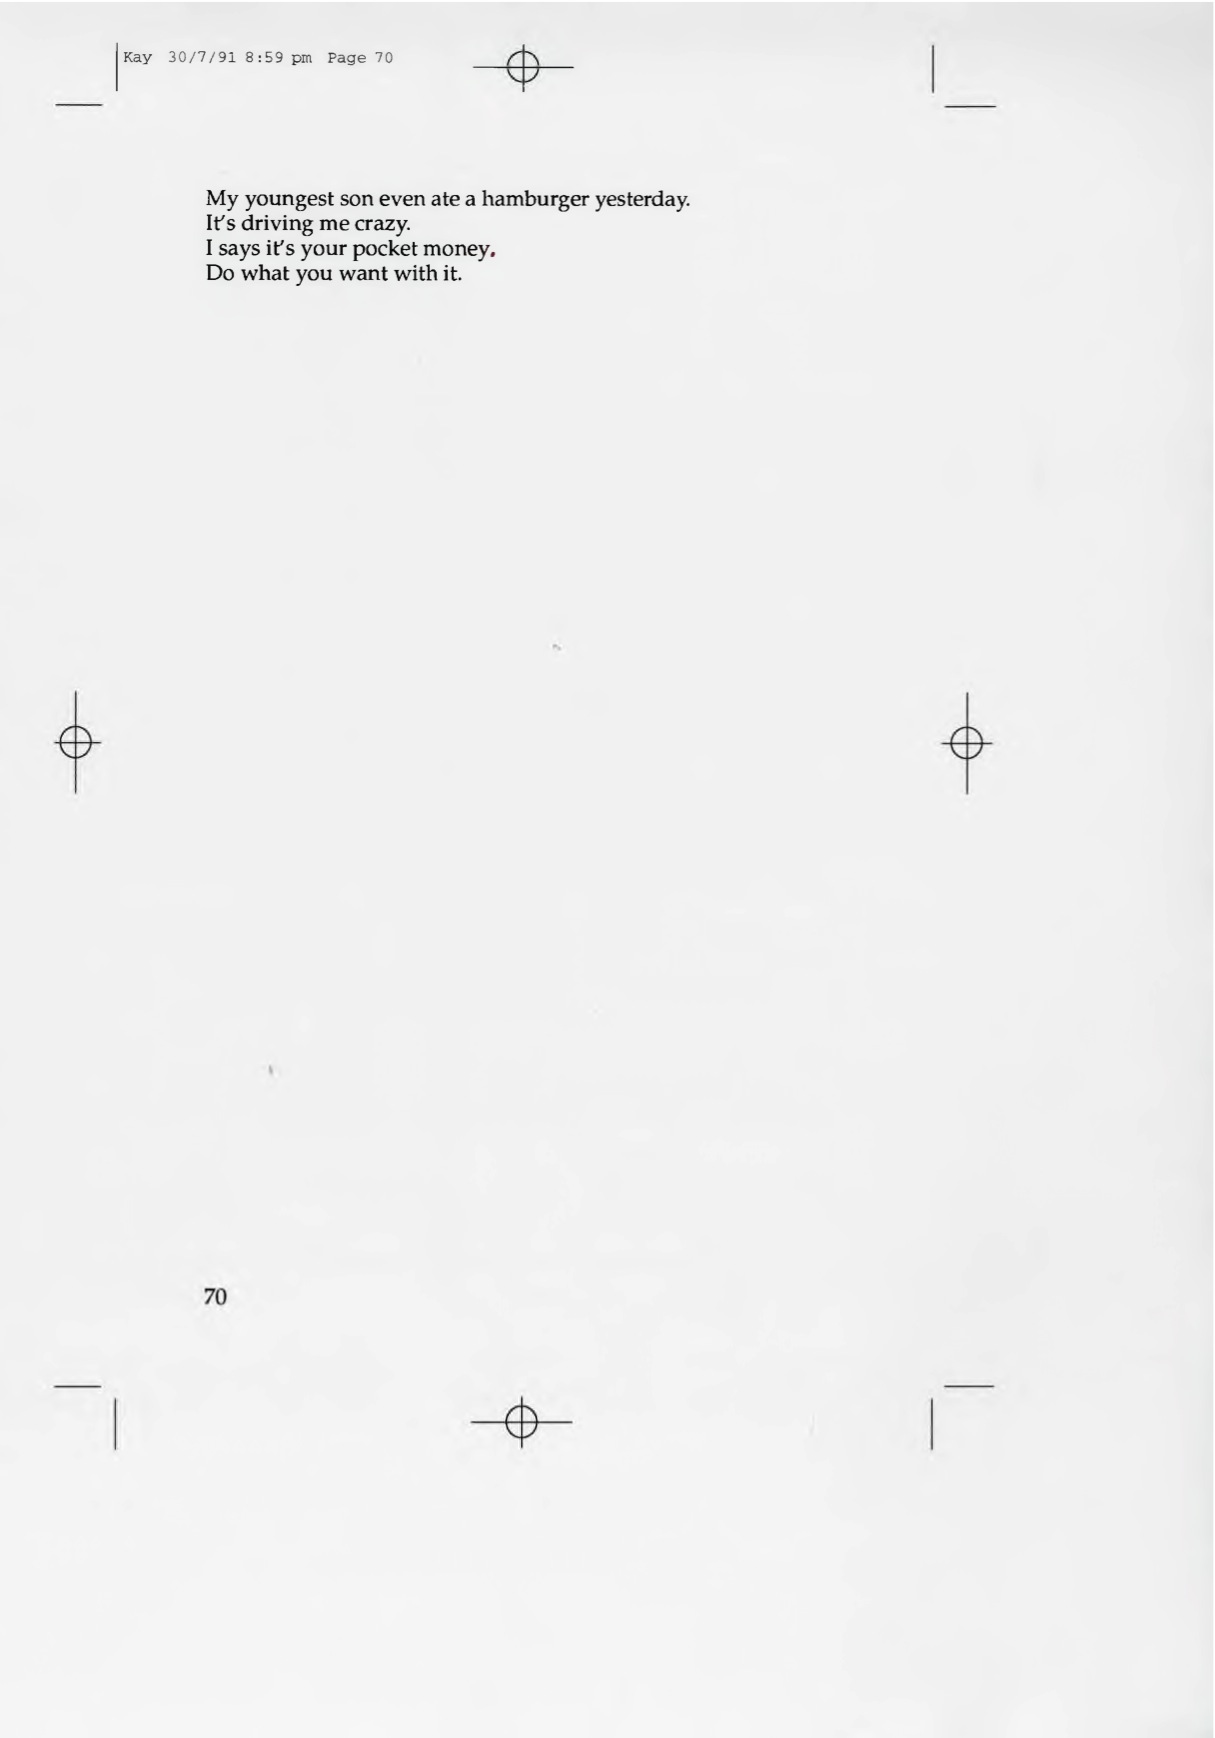 Kay 30/7/91 8:59 pm Page 70
My youngest son even ate a hamburger yesterday.
It's driving me crazy.
I says it's your pocket money.
Do what you want with it.
70